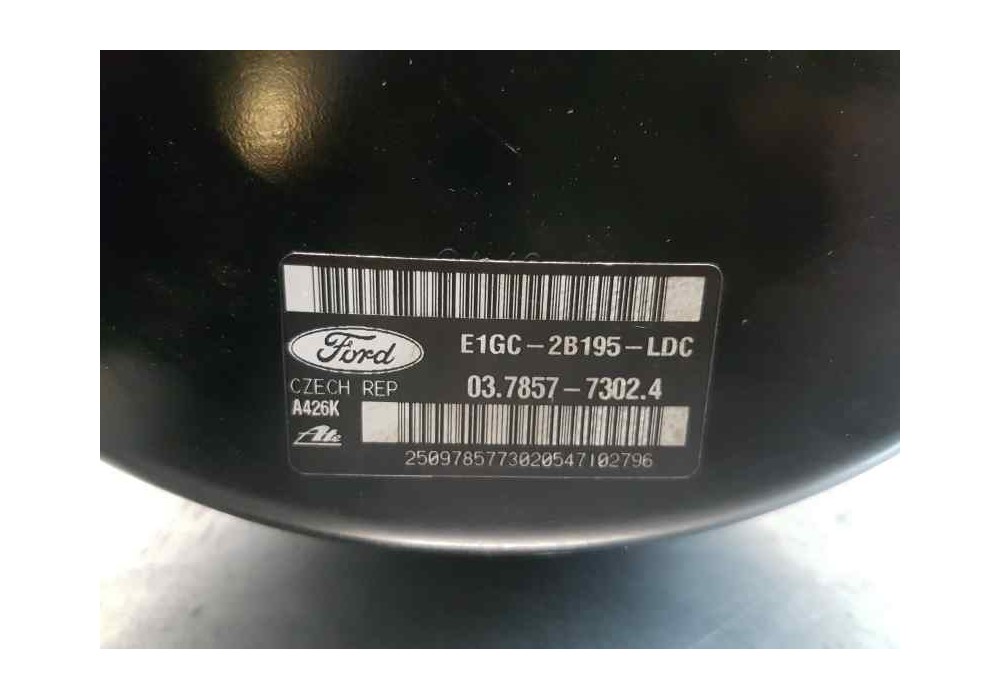 Ford
E1GC-2B195-LDC
CZECH REP
03.7857-7302.4
A426K
Ate
2509785773020547102796